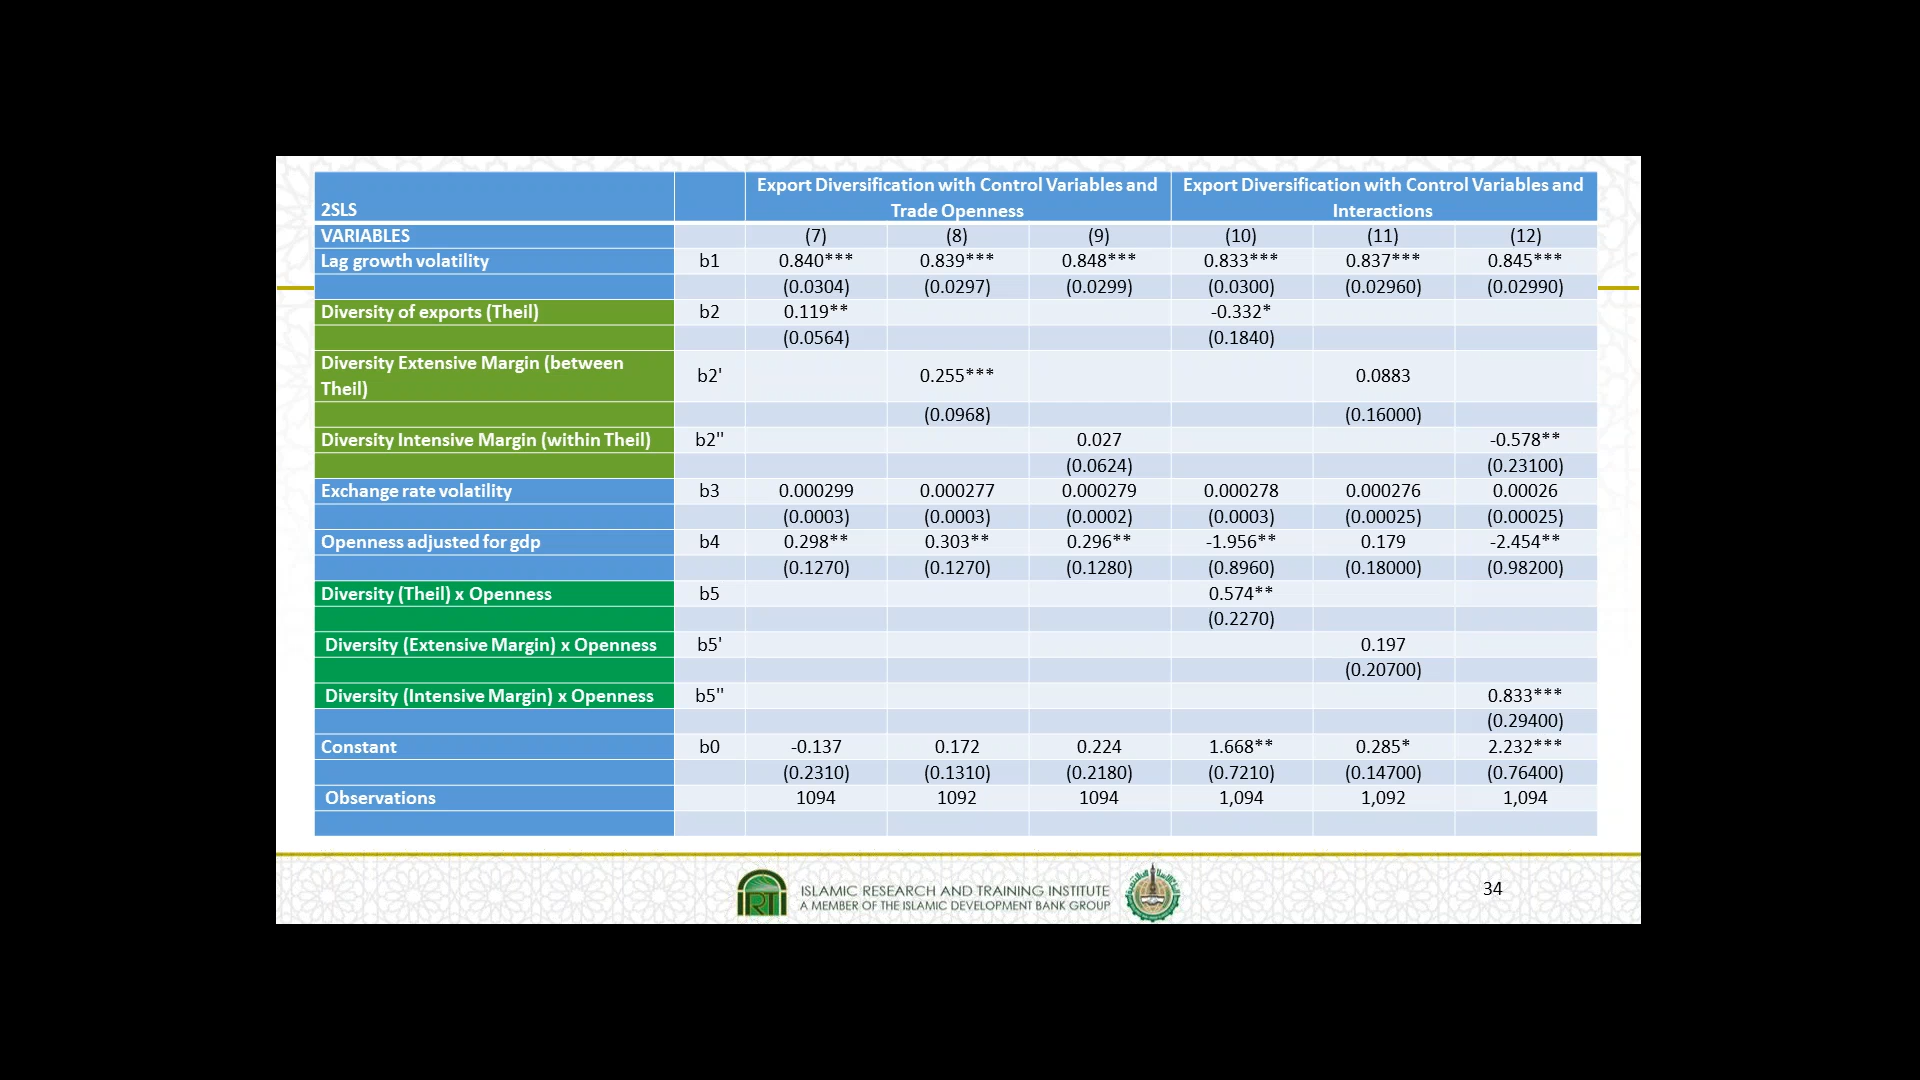 Export Diversification with Control Variables and Trade Openness Export Diversification with Control Variables and Interactions
2SLS
VARIABLES (7) (8) (9) (10) (11) (12)
Lag growth volatility b1 0.840*** 0.839*** 0.848*** 0.833*** 0.837*** 0.845***
(0.0304) (0.0297) (0.0299) (0.0300) (0.02960) (0.02990)
Diversity of exports (Theil) b2 0.119** -0.332*
(0.0564) (0.1840)
Diversity Extensive Margin (between
Theil) b2' 0.255*** 0.0883
(0.0968) (0.16000)
Diversity Intensive Margin (within Theil) b2'' 0.027 -0.578**
(0.0624) (0.23100)
Exchange rate volatility b3 0.000299 0.000277 0.000279 0.000278 0.000276 0.00026
(0.0003) (0.0003) (0.0002) (0.0003) (0.00025) (0.00025)
Openness adjusted for gdp b4 0.298** 0.303** 0.296** -1.956** 0.179 -2.454**
(0.1270) (0.1270) (0.1280) (0.8960) (0.18000) (0.98200)
Diversity (Theil) x Openness b5 0.574**
(0.2270)
Diversity (Extensive Margin) x Openness b5' 0.197
(0.20700)
Diversity (Intensive Margin) x Openness b5'' 0.833***
(0.29400)
Constant b0 -0.137 0.172 0.224 1.668** 0.285* 2.232***
(0.2310) (0.1310) (0.2180) (0.7210) (0.14700) (0.76400)
Observations 1094 1092 1094 1,094 1,092 1,094
IRTI
ISLAMIC RESEARCH AND TRAINING INSTITUTE
A MEMBER OF THE ISLAMIC DEVELOPMENT BANK GROUP
34